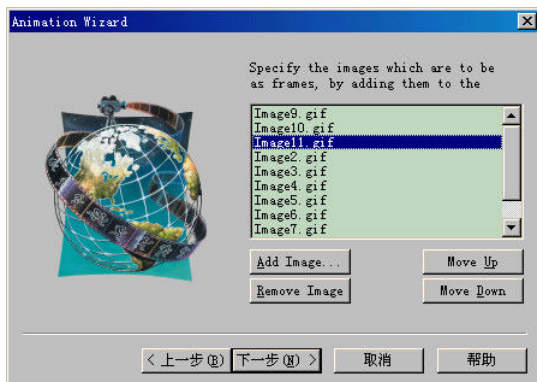 Animation Wizard
Specify the images which are to be
as frames, by adding them to the
Image9.gif
Image10.gif
Image11.gif
Image2.gif
Image3.gif
Image4.gif
Image5.gif
Image6.gif
Image7.gif
Add Image...
Move Up
Remove Image
Move Down
< 上一步(B)
下一步(N) >
取消
帮助